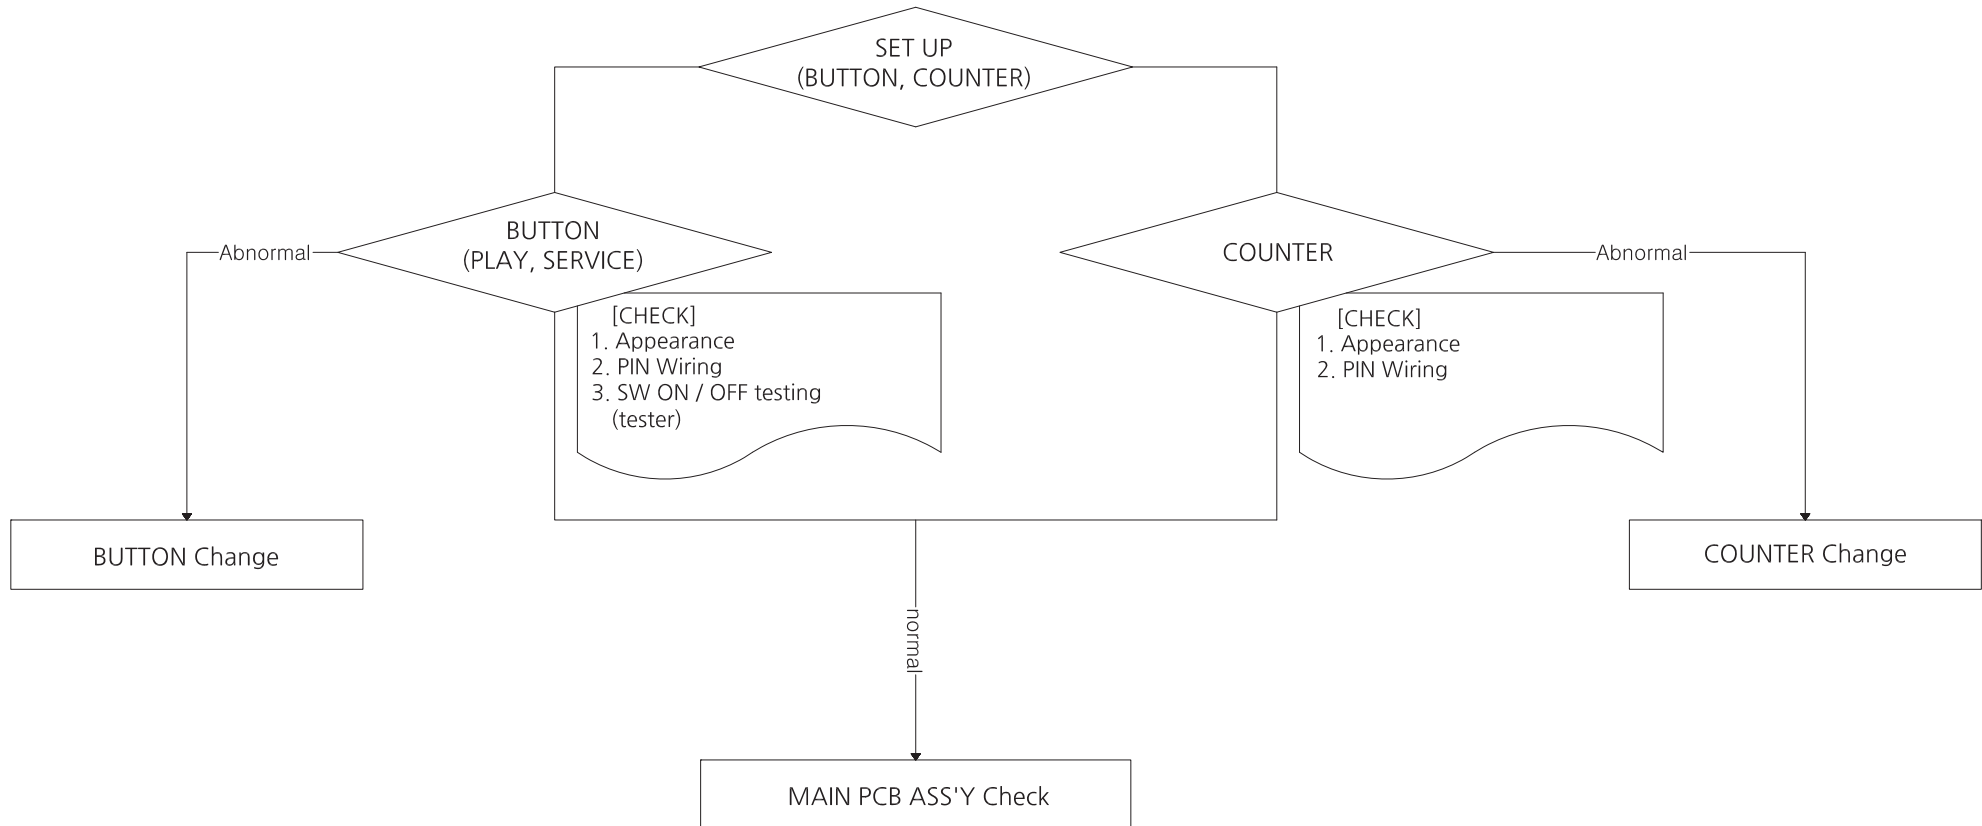 SET UP
(BUTTON, COUNTER)
BUTTON
(PLAY, SERVICE)
COUNTER
Abnormal
Abnormal
[CHECK]
1. Appearance
2. PIN Wiring
3. SW ON / OFF testing
(tester)
[CHECK]
1. Appearance
2. PIN Wiring
BUTTON Change
COUNTER Change
normal
MAIN PCB ASS'Y Check